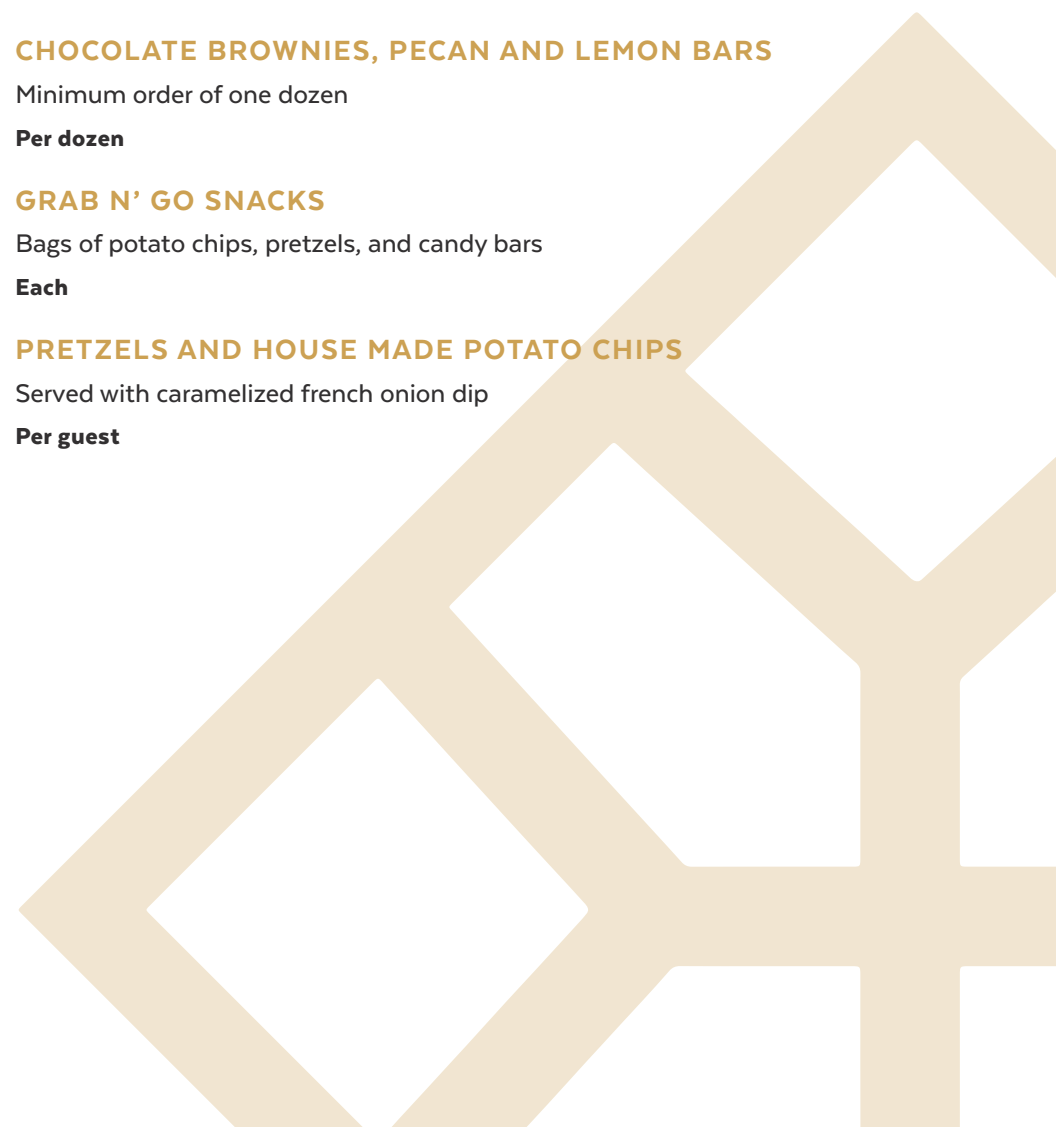 CHOCOLATE BROWNIES, PECAN AND LEMON BARS
Minimum order of one dozen
Per dozen
GRAB N’ GO SNACKS
Bags of potato chips, pretzels, and candy bars
Each
PRETZELS AND HOUSE MADE POTATO CHIPS
Served with caramelized french onion dip
Per guest